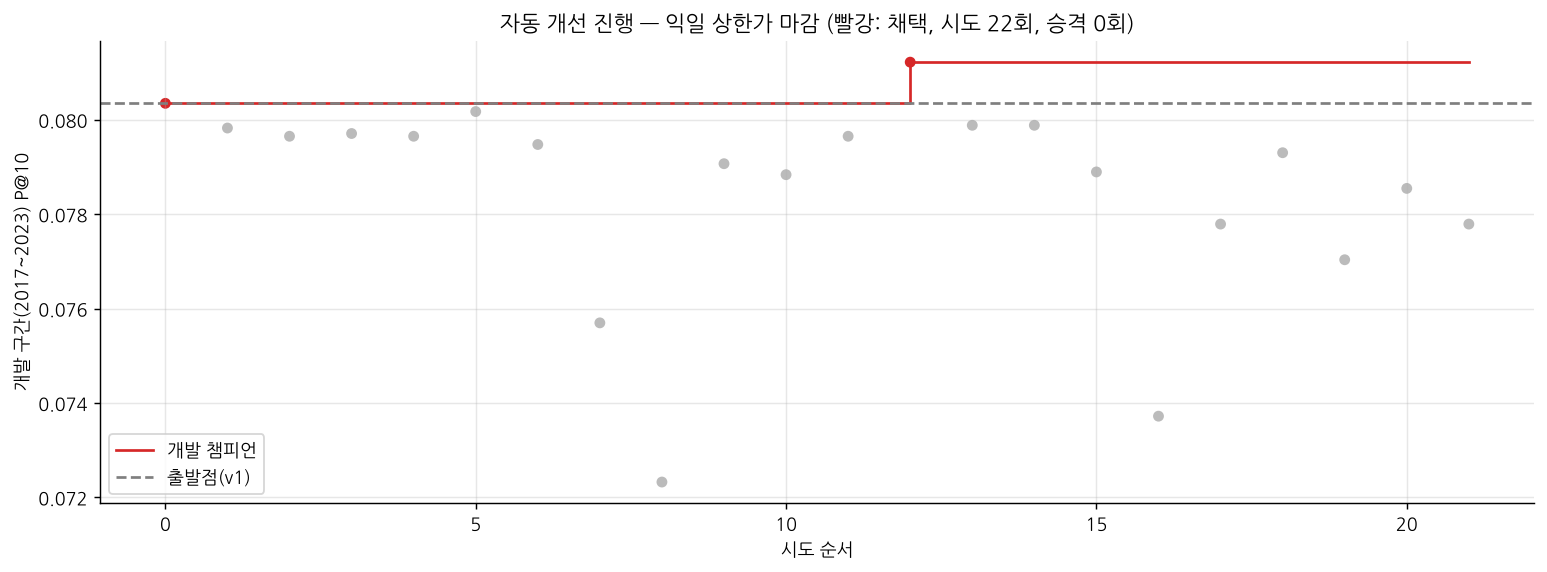 자동 개선 진행 — 익일 상한가 마감 (빨강: 채택, 시도 22회, 승격 0회)
개발 구간(2017~2023) P@10
0.080
0.078
0.076
0.074
0.072
개발 챔피언
출발점(v1)
0
5
10
15
20
시도 순서